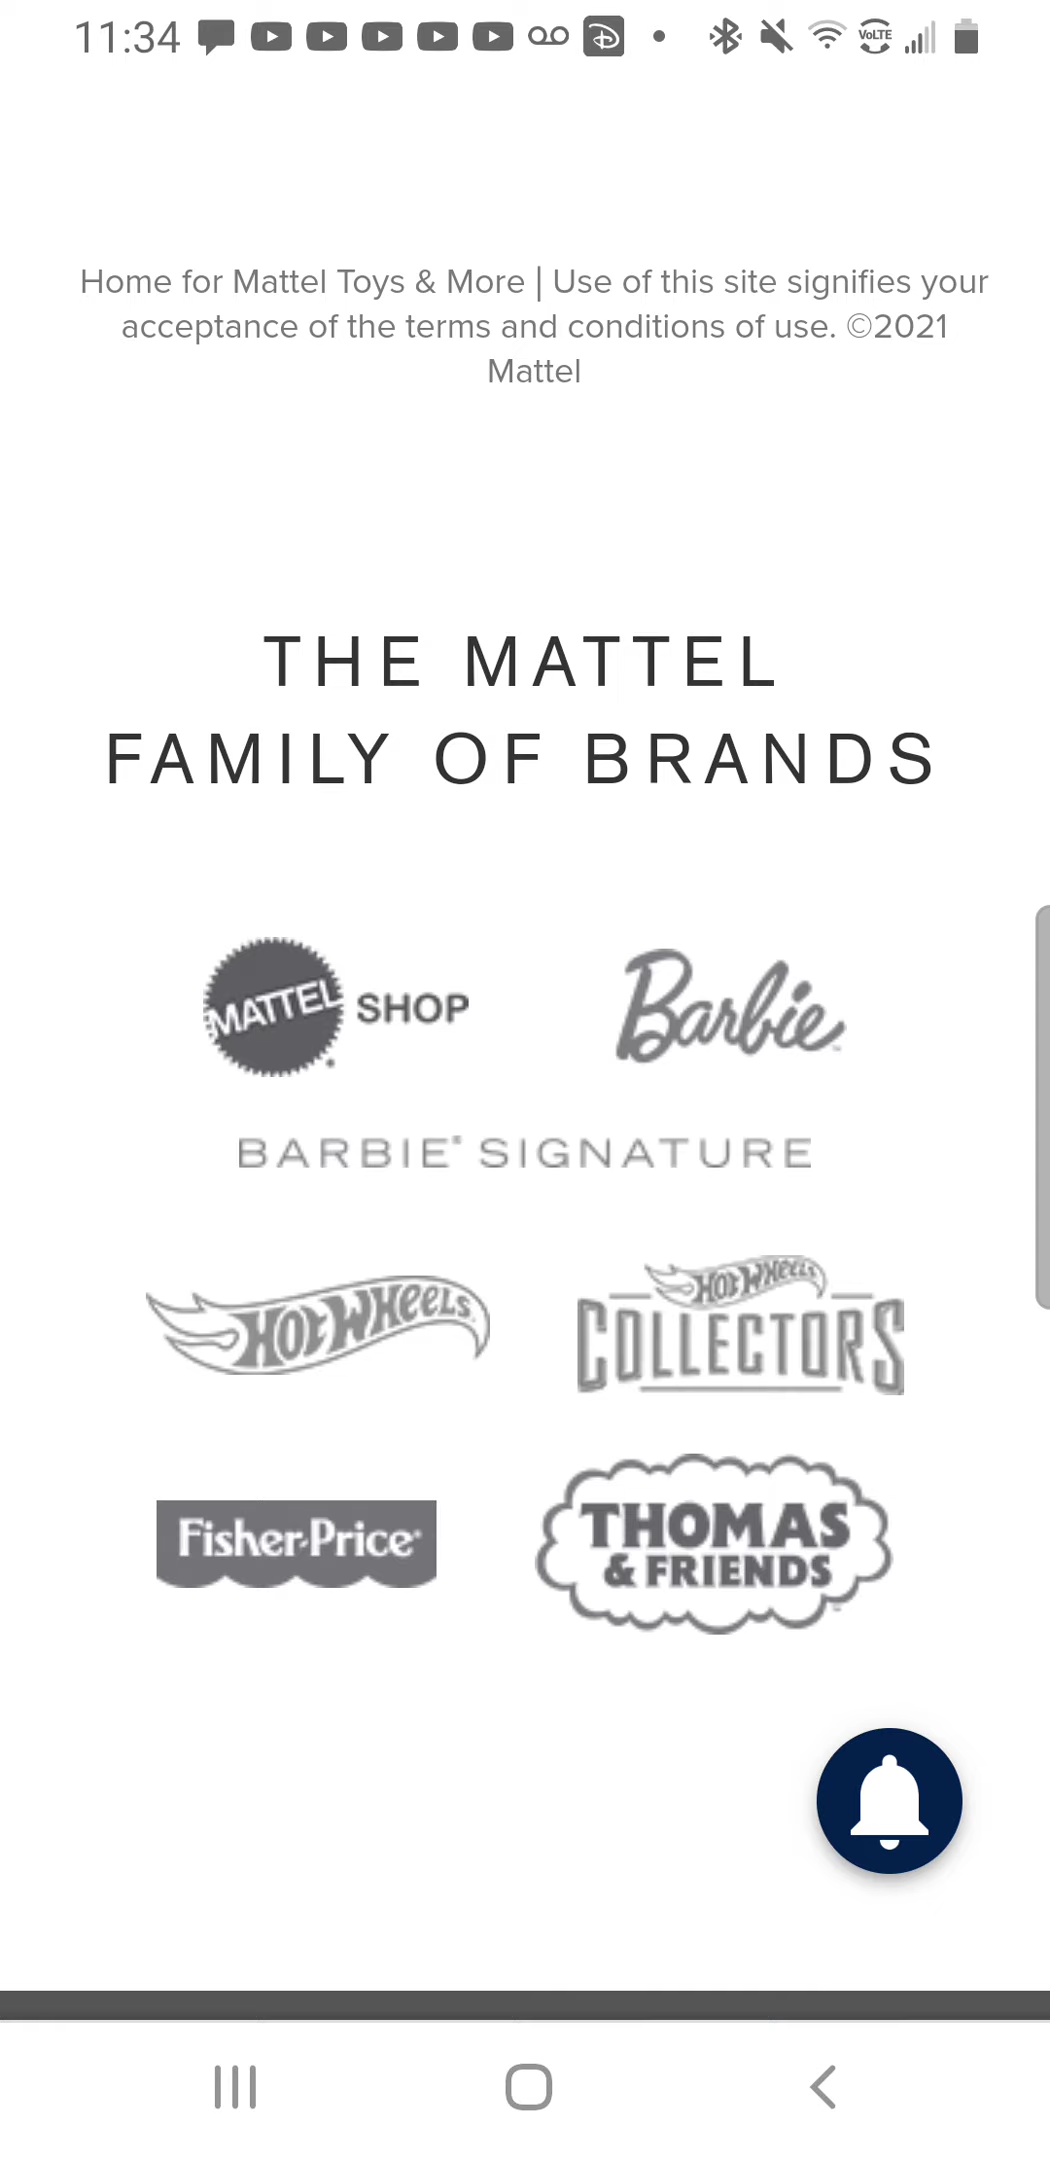 11:34
VoLTE
Home for Mattel Toys & More | Use of this site signifies your
acceptance of the terms and conditions of use. ©2021
Mattel
THE MATTEL
FAMILY OF BRANDS
MATTEL SHOP
Barbie
BARBIE® SIGNATURE
HOT WHEELS
HOT WHEELS
COLLECTORS
Fisher-Price®
THOMAS
& FRIENDS™